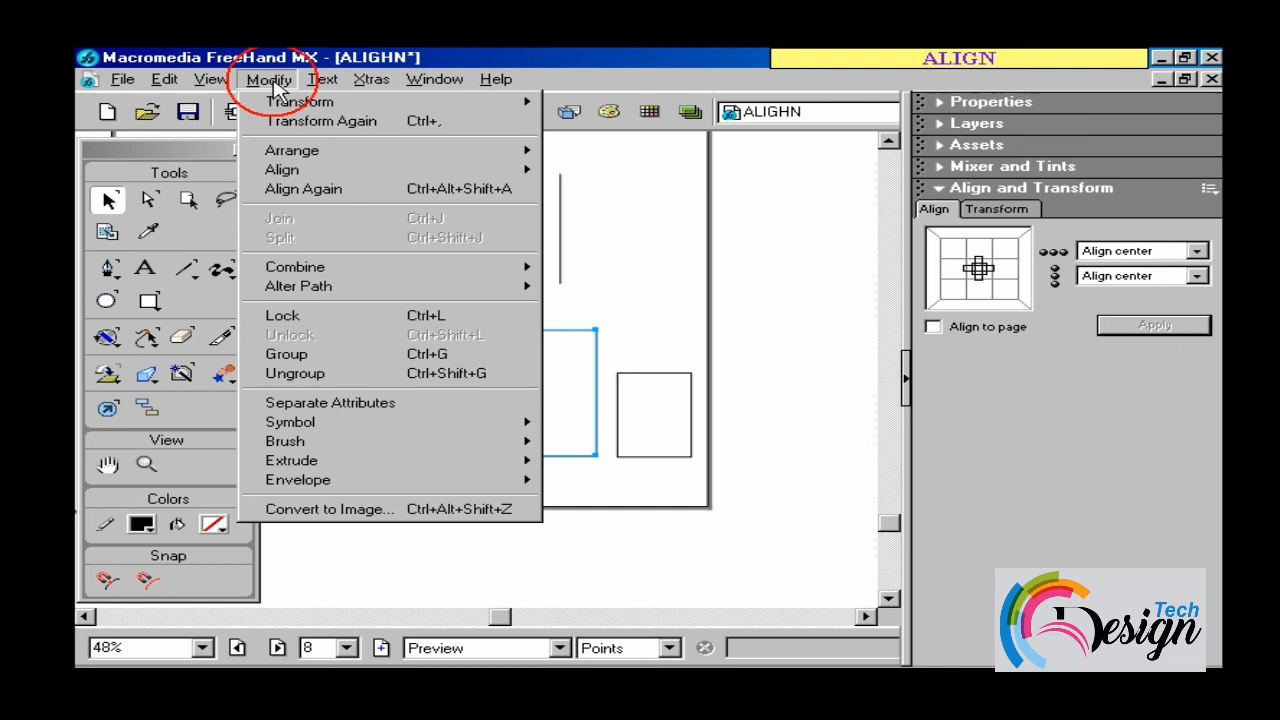 Macromedia FreeHand MX - [ALIGHN*]
ALIGN
File Edit View Modify Text Xtras Window Help
Transform
Transform Again Ctrl+,
Arrange
Align
Align Again Ctrl+Alt+Shift+A
Join Ctrl+J
Split Ctrl+Shift+J
Combine
Alter Path
Lock Ctrl+L
Unlock Ctrl+Shift+L
Group Ctrl+G
Ungroup Ctrl+Shift+G
Separate Attributes
Symbol
Brush
Extrude
Envelope
Convert to Image... Ctrl+Alt+Shift+Z
ALIGHN
Tools
View
Colors
Snap
Properties
Layers
Assets
Mixer and Tints
Align and Transform
Align Transform
Align center
Align center
Align to page Apply
48% 8 Preview Points
Tech
Design